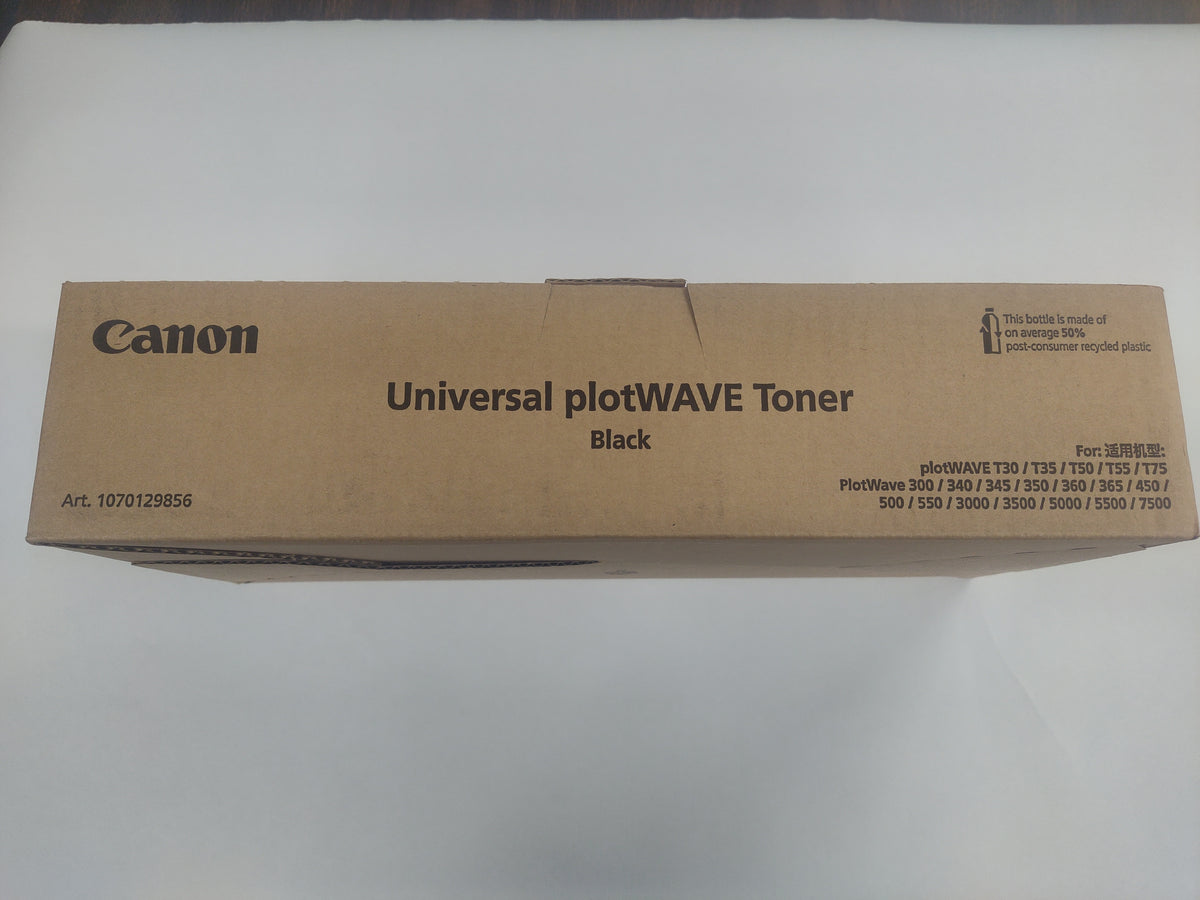 Canon
This bottle is made of
on average 50%
post-consumer recycled plastic
Universal plotWAVE Toner
Black
For: 适用机型:
plotWAVE T30 / T35 / T50 / T55 / T75
PlotWave 300 / 340 / 345 / 350 / 360 / 365 / 450 /
500 / 550 / 3000 / 3500 / 5000 / 5500 / 7500
Art. 1070129856